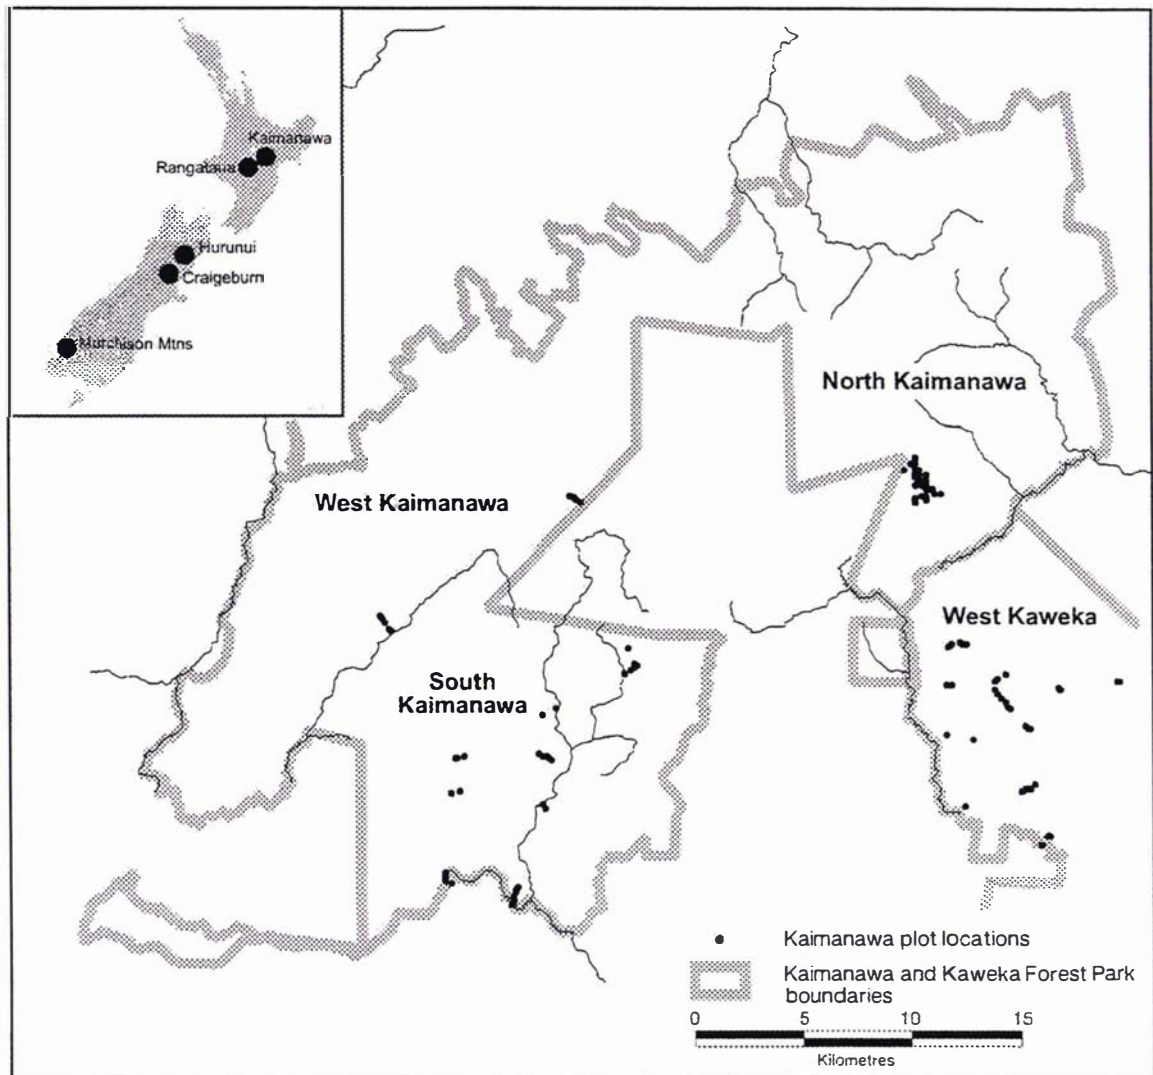 Kaimanawa
Rangataua
Hurunui
Craigeburn
Murchison Mtns
North Kaimanawa
West Kaimanawa
West Kaweka
South
Kaimanawa
Kaimanawa plot locations
Kaimanawa and Kaweka Forest Park
boundaries
0 5 10 15
Kilometres